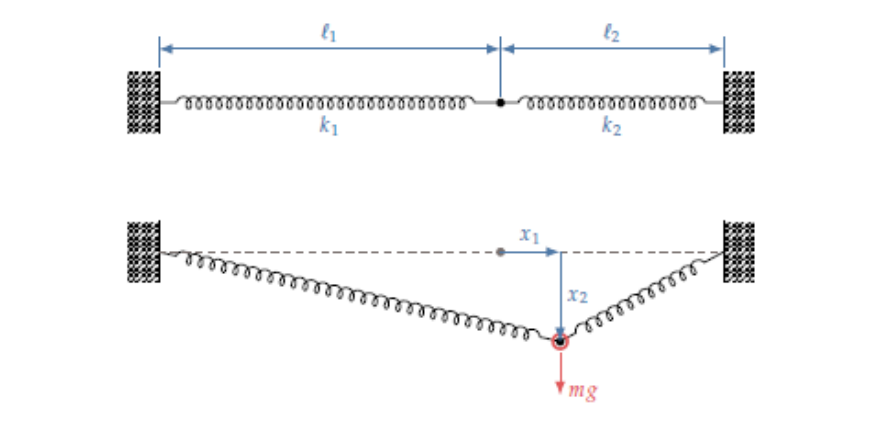 ℓ₁ ℓ₂
k₁ k₂
x₁
x₂
mg